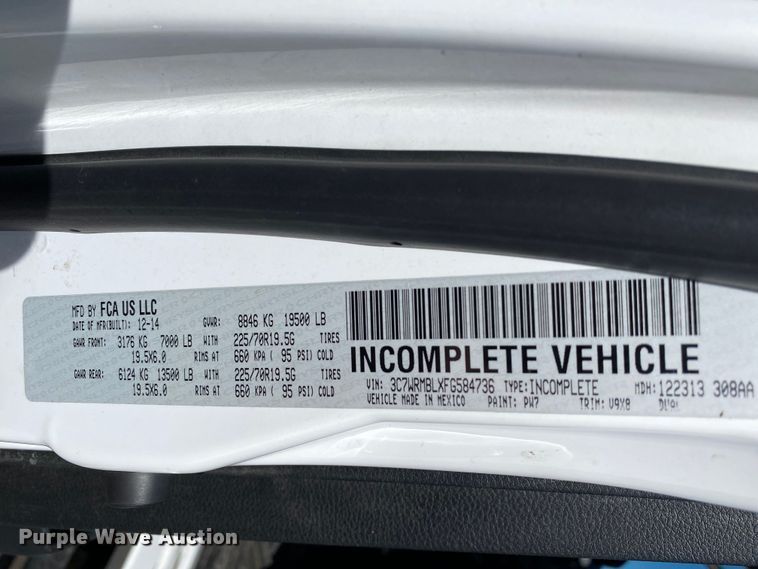 MFD BY FCA US LLC
DATE OF MFR(BUILT): 12-14 GVWR: 8846 KG 19500 LB
GAWR FRONT: 3176 KG 7000 LB WITH 225/70R19.5G TIRES
19.5X6.0 RIMS AT 660 KPA ( 95 PSI) COLD
GAWR REAR: 6124 KG 13500 LB WITH 225/70R19.5G TIRES
19.5X6.0 RIMS AT 660 KPA ( 95 PSI) COLD
INCOMPLETE VEHICLE
VIN: 3C7WRMBLXFG584736 TYPE: INCOMPLETE MDH: 122313 308AA
VEHICLE MADE IN MEXICO PAINT: PW7 TRIM: V9X8
Purple Wave Auction